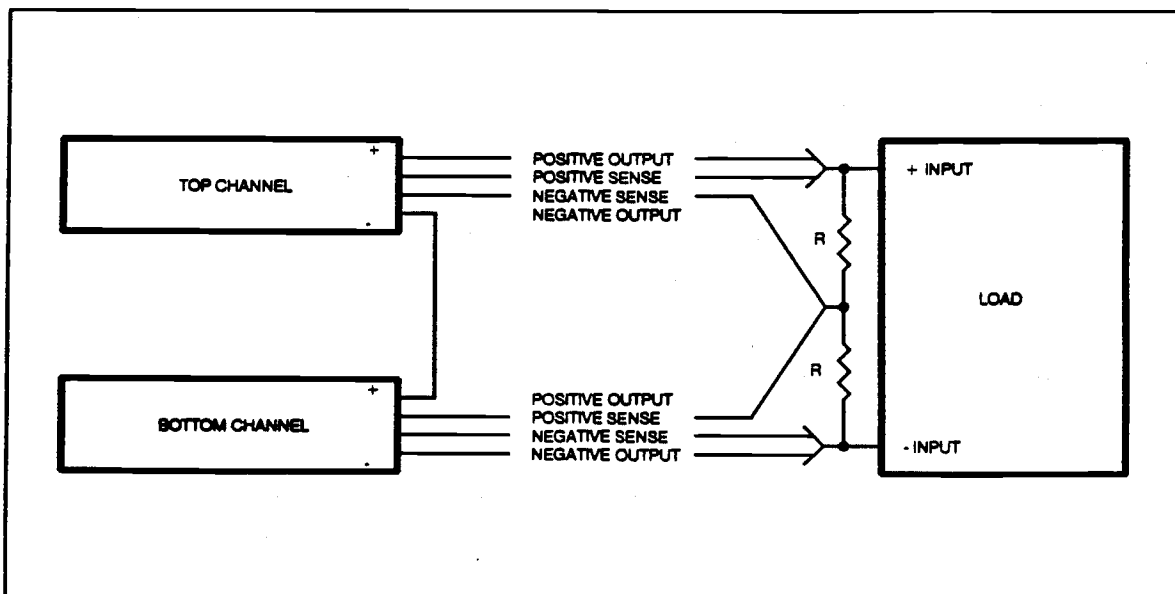 +
TOP CHANNEL
-
POSITIVE OUTPUT
POSITIVE SENSE
NEGATIVE SENSE
NEGATIVE OUTPUT
+ INPUT
R
LOAD
R
+
BOTTOM CHANNEL
-
POSITIVE OUTPUT
POSITIVE SENSE
NEGATIVE SENSE
NEGATIVE OUTPUT
- INPUT